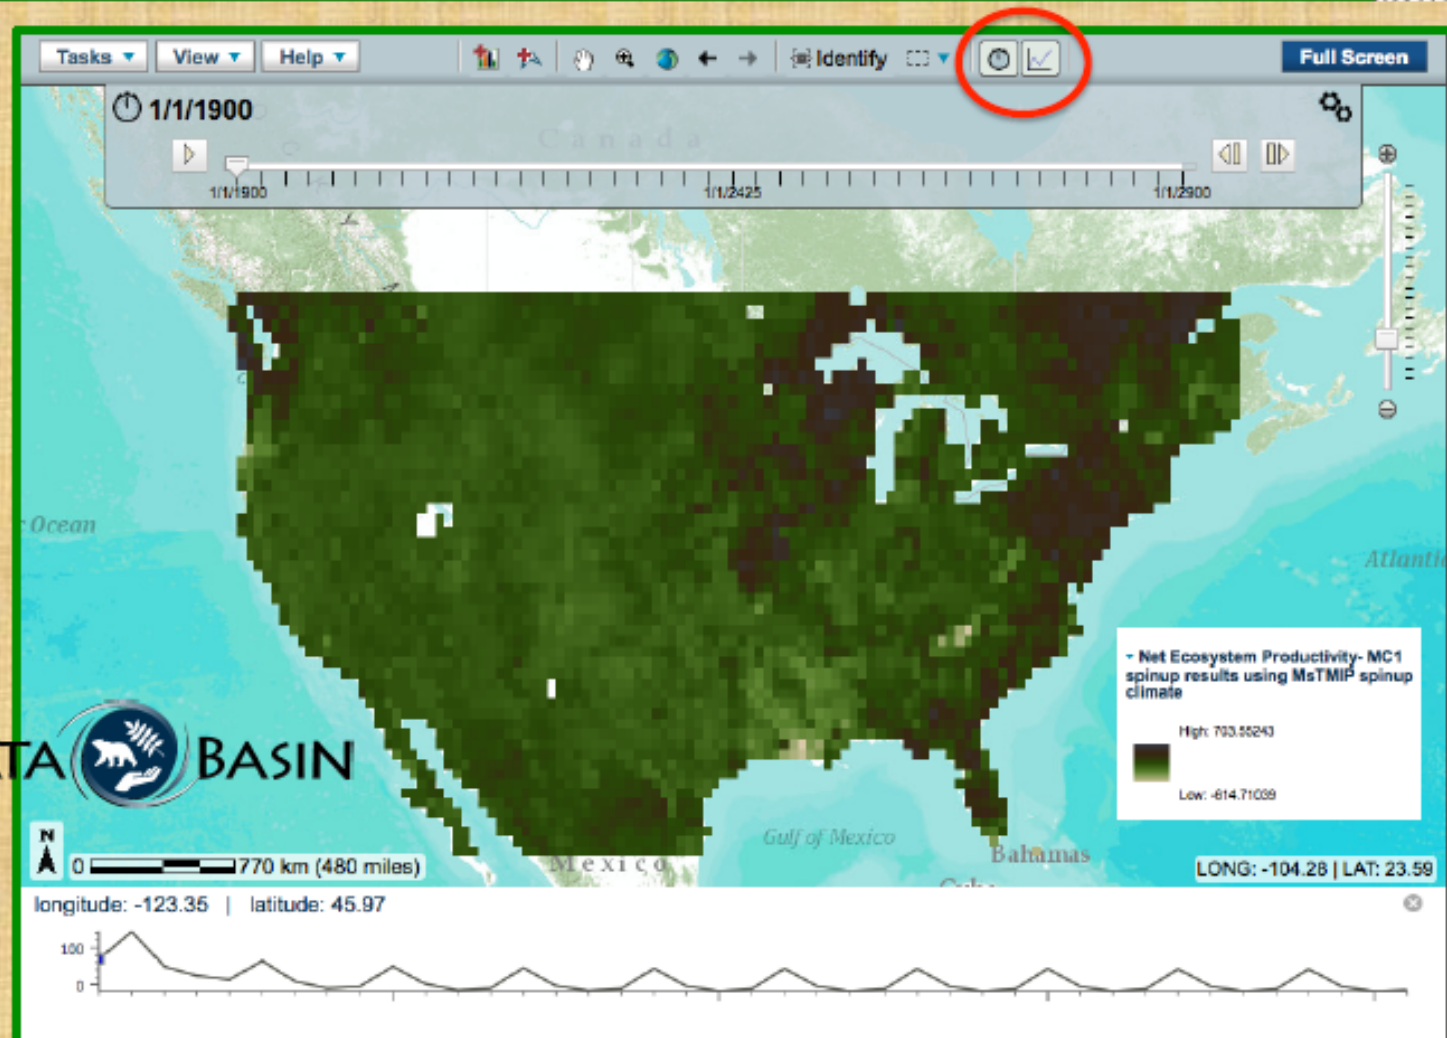 Tasks View Help Identify Full Screen
1/1/1900
Canada
1/1/1900 1/1/2425 1/1/2900
Ocean
Atlantic
Net Ecosystem Productivity- MC1
spinup results using MsTMIP spinup
climate
High: 703.55243
Low: -614.71039
TA BASIN
N
0 770 km (480 miles)
Mexico
Gulf of Mexico
Bahamas
Cuba
LONG: -104.28 | LAT: 23.59
longitude: -123.35 | latitude: 45.97
100
0